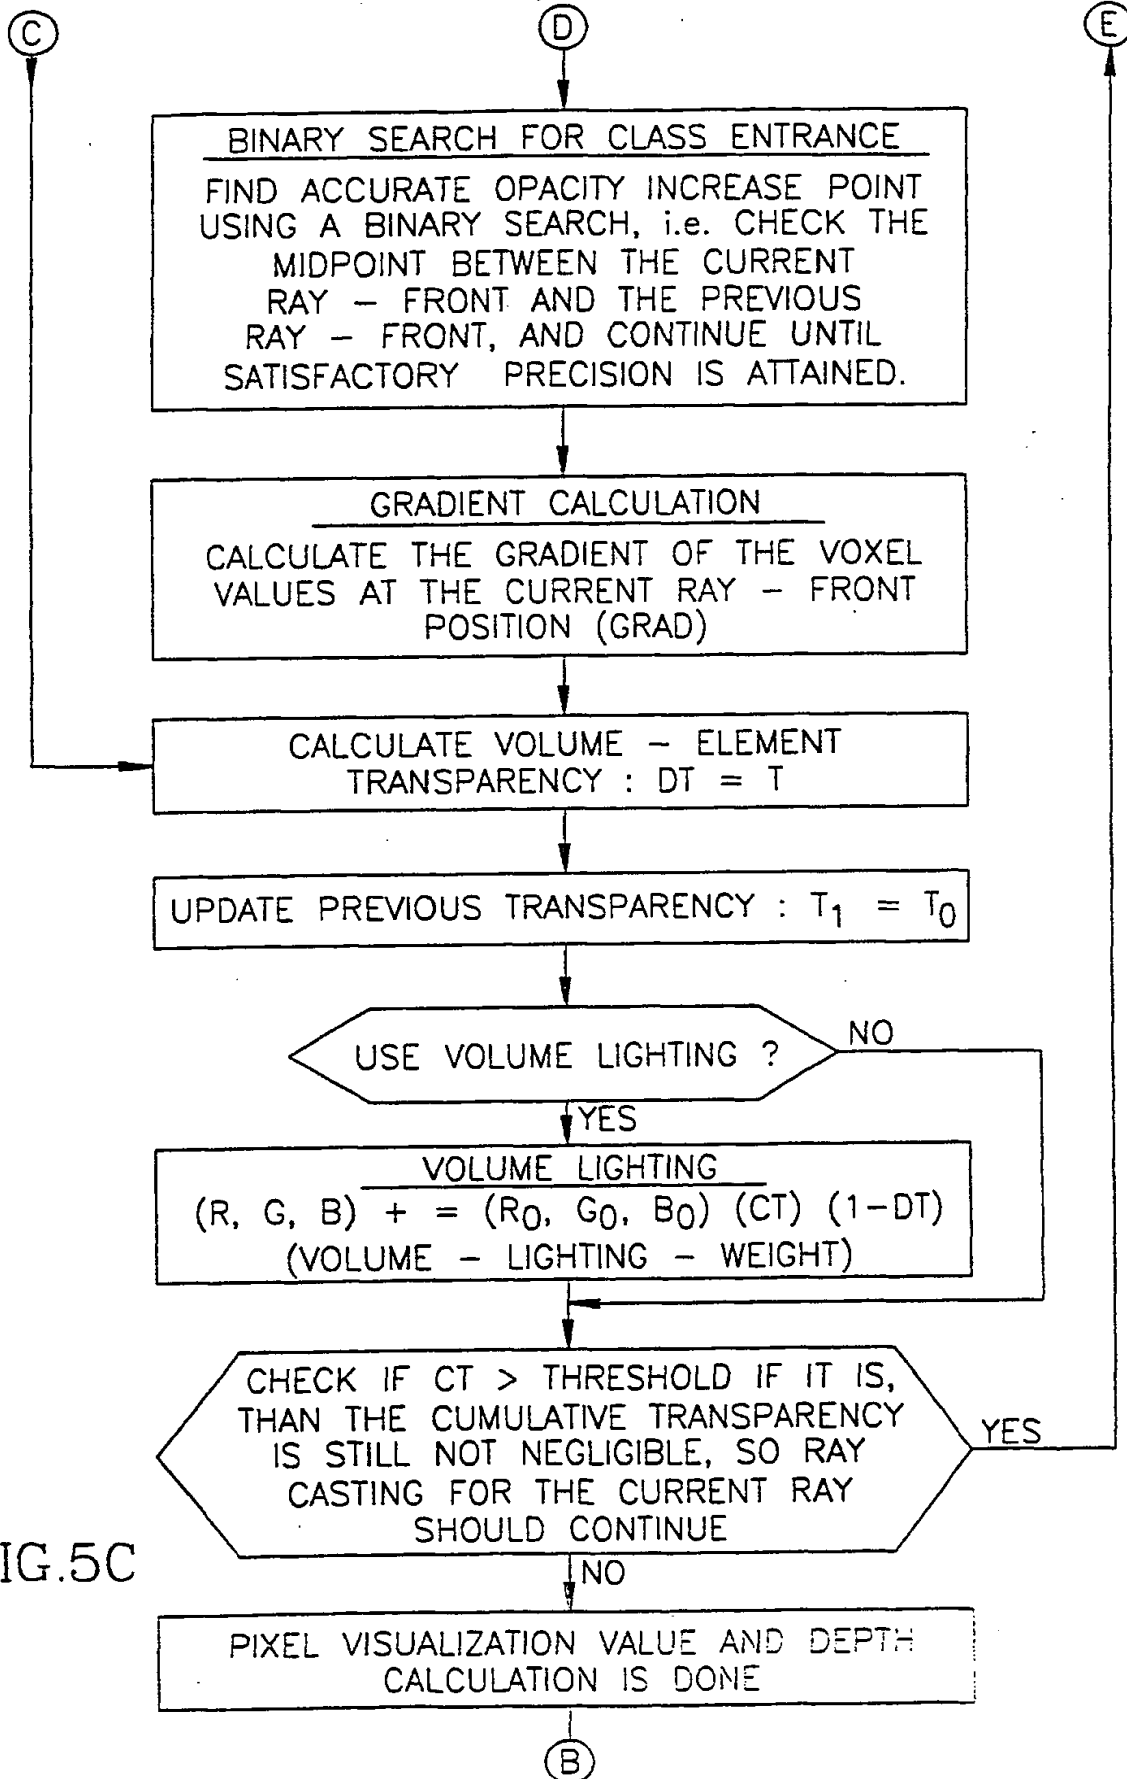 C
D
E
BINARY SEARCH FOR CLASS ENTRANCE
FIND ACCURATE OPACITY INCREASE POINT
USING A BINARY SEARCH, i.e. CHECK THE
MIDPOINT BETWEEN THE CURRENT
RAY – FRONT AND THE PREVIOUS
RAY – FRONT, AND CONTINUE UNTIL
SATISFACTORY PRECISION IS ATTAINED.
GRADIENT CALCULATION
CALCULATE THE GRADIENT OF THE VOXEL
VALUES AT THE CURRENT RAY – FRONT
POSITION (GRAD)
CALCULATE VOLUME – ELEMENT
TRANSPARENCY : DT = T
UPDATE PREVIOUS TRANSPARENCY : T₁ = T₀
USE VOLUME LIGHTING ?
NO
YES
VOLUME LIGHTING
(R, G, B) + = (R₀, G₀, B₀) (CT) (1-DT)
(VOLUME – LIGHTING – WEIGHT)
CHECK IF CT > THRESHOLD IF IT IS,
THAN THE CUMULATIVE TRANSPARENCY
IS STILL NOT NEGLIGIBLE, SO RAY
CASTING FOR THE CURRENT RAY
SHOULD CONTINUE
YES
NO
IG.5C
PIXEL VISUALIZATION VALUE AND DEPTH
CALCULATION IS DONE
B